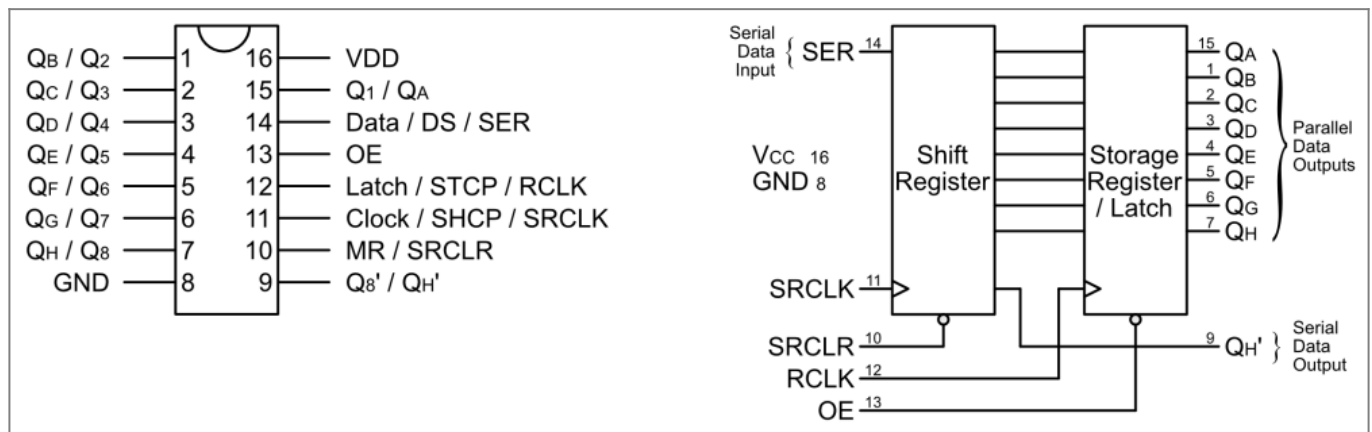 QB / Q2 1 16 VDD
QC / Q3 2 15 Q1 / QA
QD / Q4 3 14 Data / DS / SER
QE / Q5 4 13 OE
QF / Q6 5 12 Latch / STCP / RCLK
QG / Q7 6 11 Clock / SHCP / SRCLK
QH / Q8 7 10 MR / SRCLR
GND 8 9 Q8' / QH'
Serial
Data
Input
{ SER 14
VCC 16
GND 8
Shift
Register
Storage
Register
/ Latch
15 QA
1 QB
2 QC
3 QD
4 QE
5 QF
6 QG
7 QH
}
Parallel
Data
Outputs
SRCLK 11
SRCLR 10
RCLK 12
OE 13
9 QH' }
Serial
Data
Output